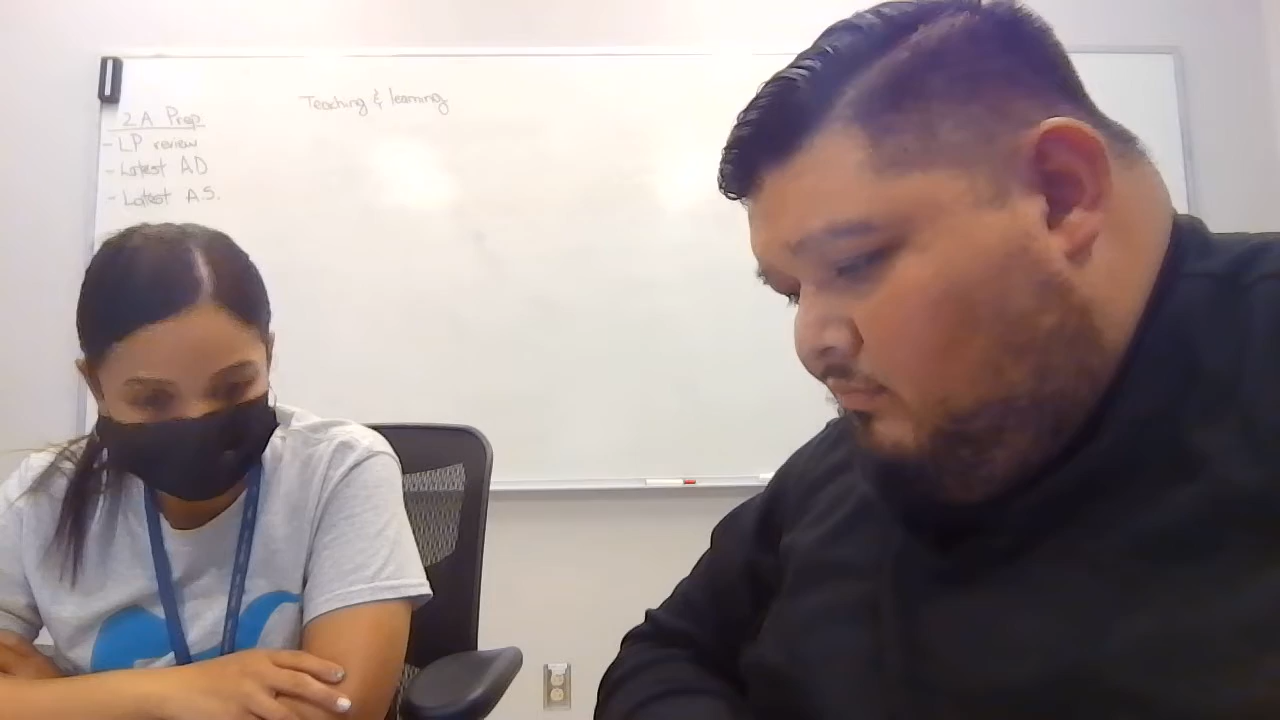 Teaching & learning
2A Prep
- LP review
- Latest AD
- Latest A.S.